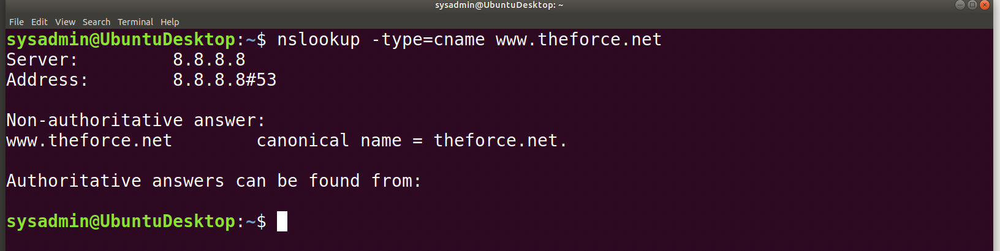 sysadmin@UbuntuDesktop: ~
File Edit View Search Terminal Help
sysadmin@UbuntuDesktop:~$ nslookup -type=cname www.theforce.net
Server:         8.8.8.8
Address:        8.8.8.8#53
Non-authoritative answer:
www.theforce.net        canonical name = theforce.net.
Authoritative answers can be found from:
sysadmin@UbuntuDesktop:~$